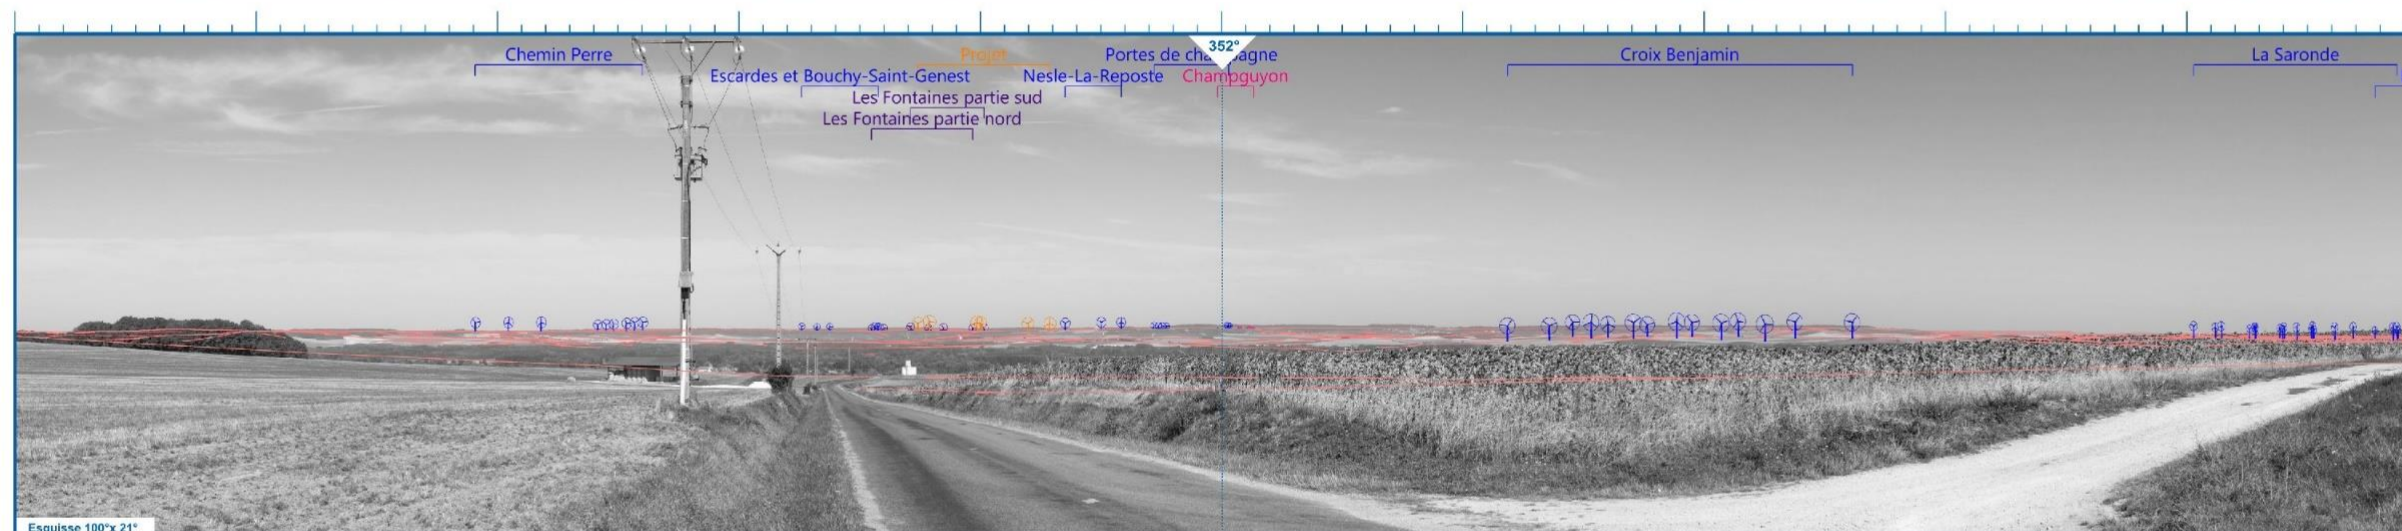 352°
Chemin Perre
Projet
Portes de champagne
Croix Benjamin
La Saronde
Escardes et Bouchy-Saint-Genest
Nesle-La-Reposte
Champguyon
Les Fontaines partie sud
Les Fontaines partie nord
Esquisse 100°x 21°